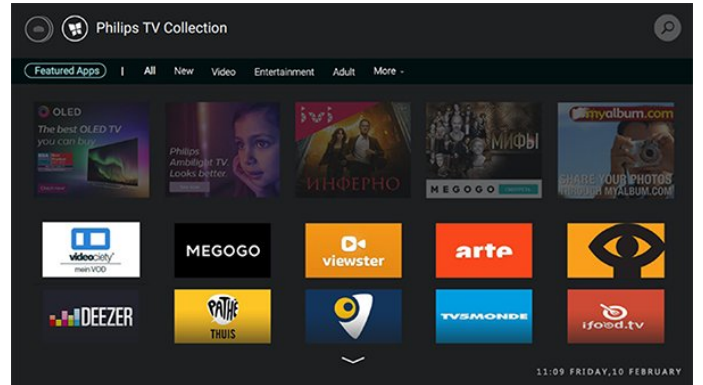 Philips TV Collection
Featured Apps | All New Video Entertainment Adult More
OLED
The best OLED TV
you can buy
Philips
Ambilight TV.
Looks better.
ivi
ИНФЕРНО
МИФЫ
MEGOGO
myalbum.com
SHARE YOUR PHOTOS
THROUGH MYALBUM.COM
videociety
mein VOD
MEGOGO
viewster
arte
DEEZER
PATHÉ
THUIS
TV5MONDE
ifood.tv
11:09 FRIDAY,10 FEBRUARY